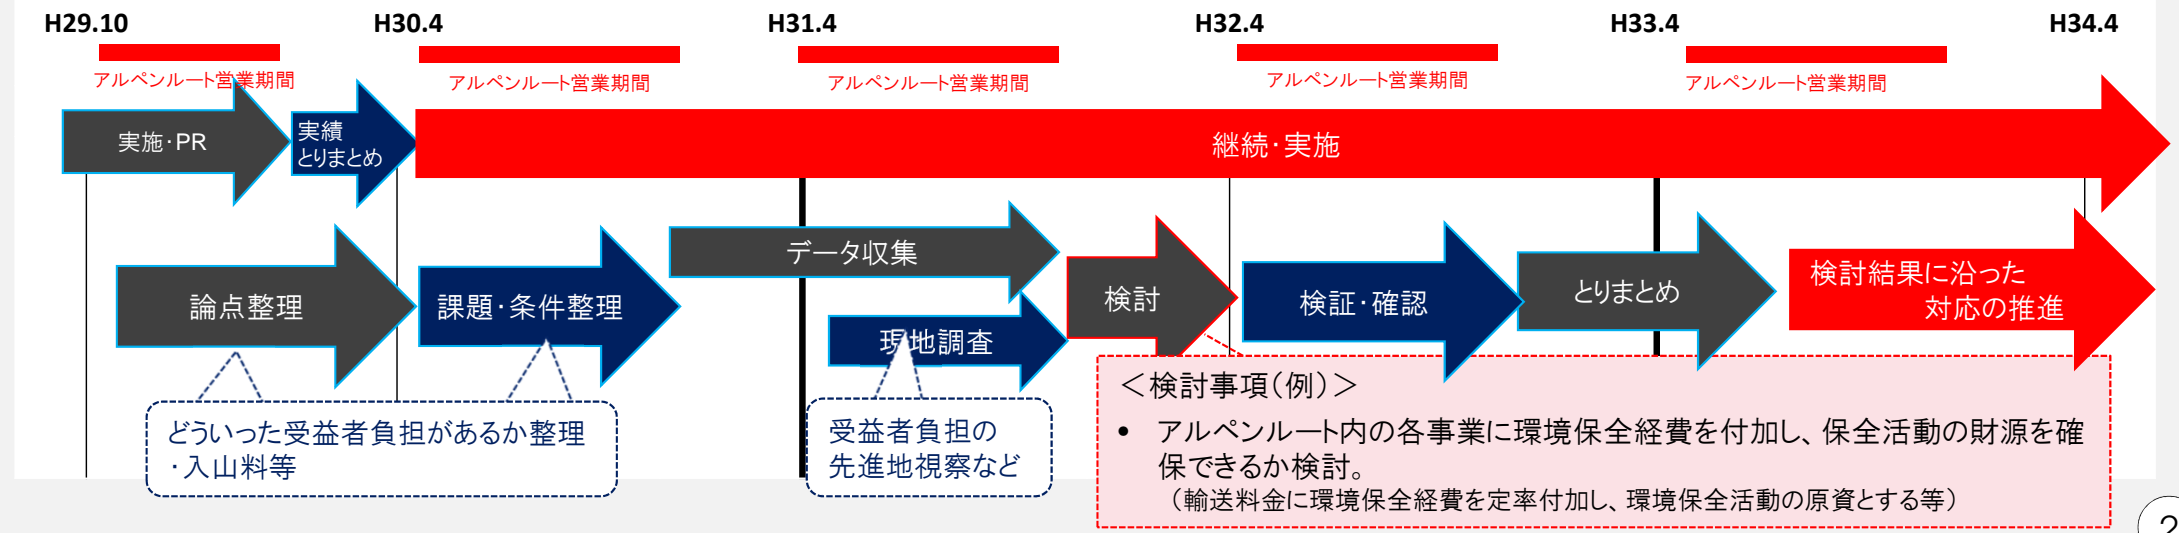 H29.10
H30.4
H31.4
H32.4
H33.4
H34.4
アルペンルート営業期間
アルペンルート営業期間
アルペンルート営業期間
アルペンルート営業期間
アルペンルート営業期間
実施・PR
実績
とりまとめ
継続・実施
論点整理
課題・条件整理
データ収集
現地調査
検討
検証・確認
とりまとめ
検討結果に沿った
対応の推進
どういった受益者負担があるか整理
・入山料等
受益者負担の
先進地視察など
＜検討事項（例）＞
• アルペンルート内の各事業に環境保全経費を付加し、保全活動の財源を確
保できるか検討。
（輸送料金に環境保全経費を定率付加し、環境保全活動の原資とする等）
2